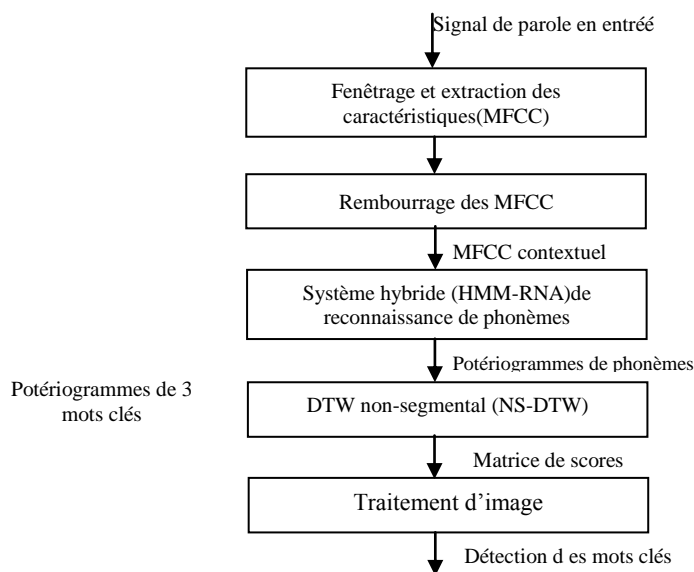 Signal de parole en entréé
Fenêtrage et extraction des
caractéristiques(MFCC)
Rembourrage des MFCC
MFCC contextuel
Système hybride (HMM-RNA)de
reconnaissance de phonèmes
Potériogrammes de phonèmes
Potériogrammes de 3
mots clés
DTW non-segmental (NS-DTW)
Matrice de scores
Traitement d'image
Détection d es mots clés